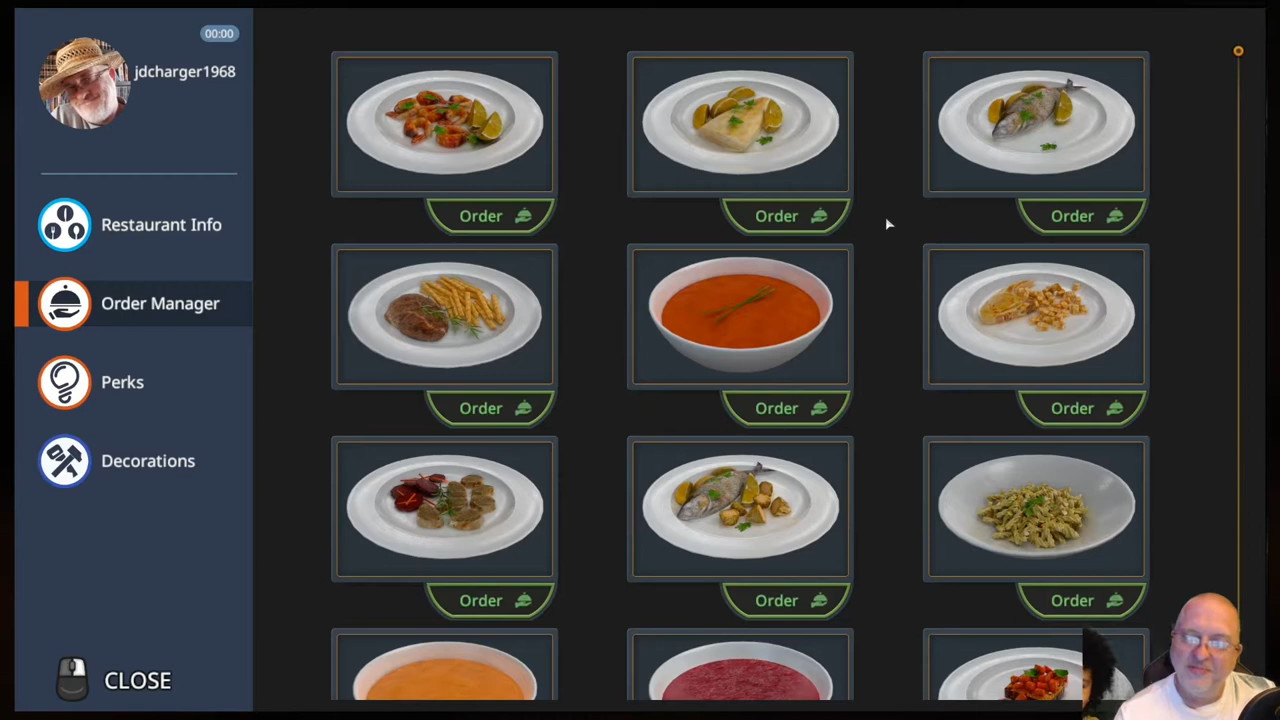 00:00
jdcharger1968
Restaurant Info
Order Manager
Perks
Decorations
CLOSE
Order
Order
Order
Order
Order
Order
Order
Order
Order